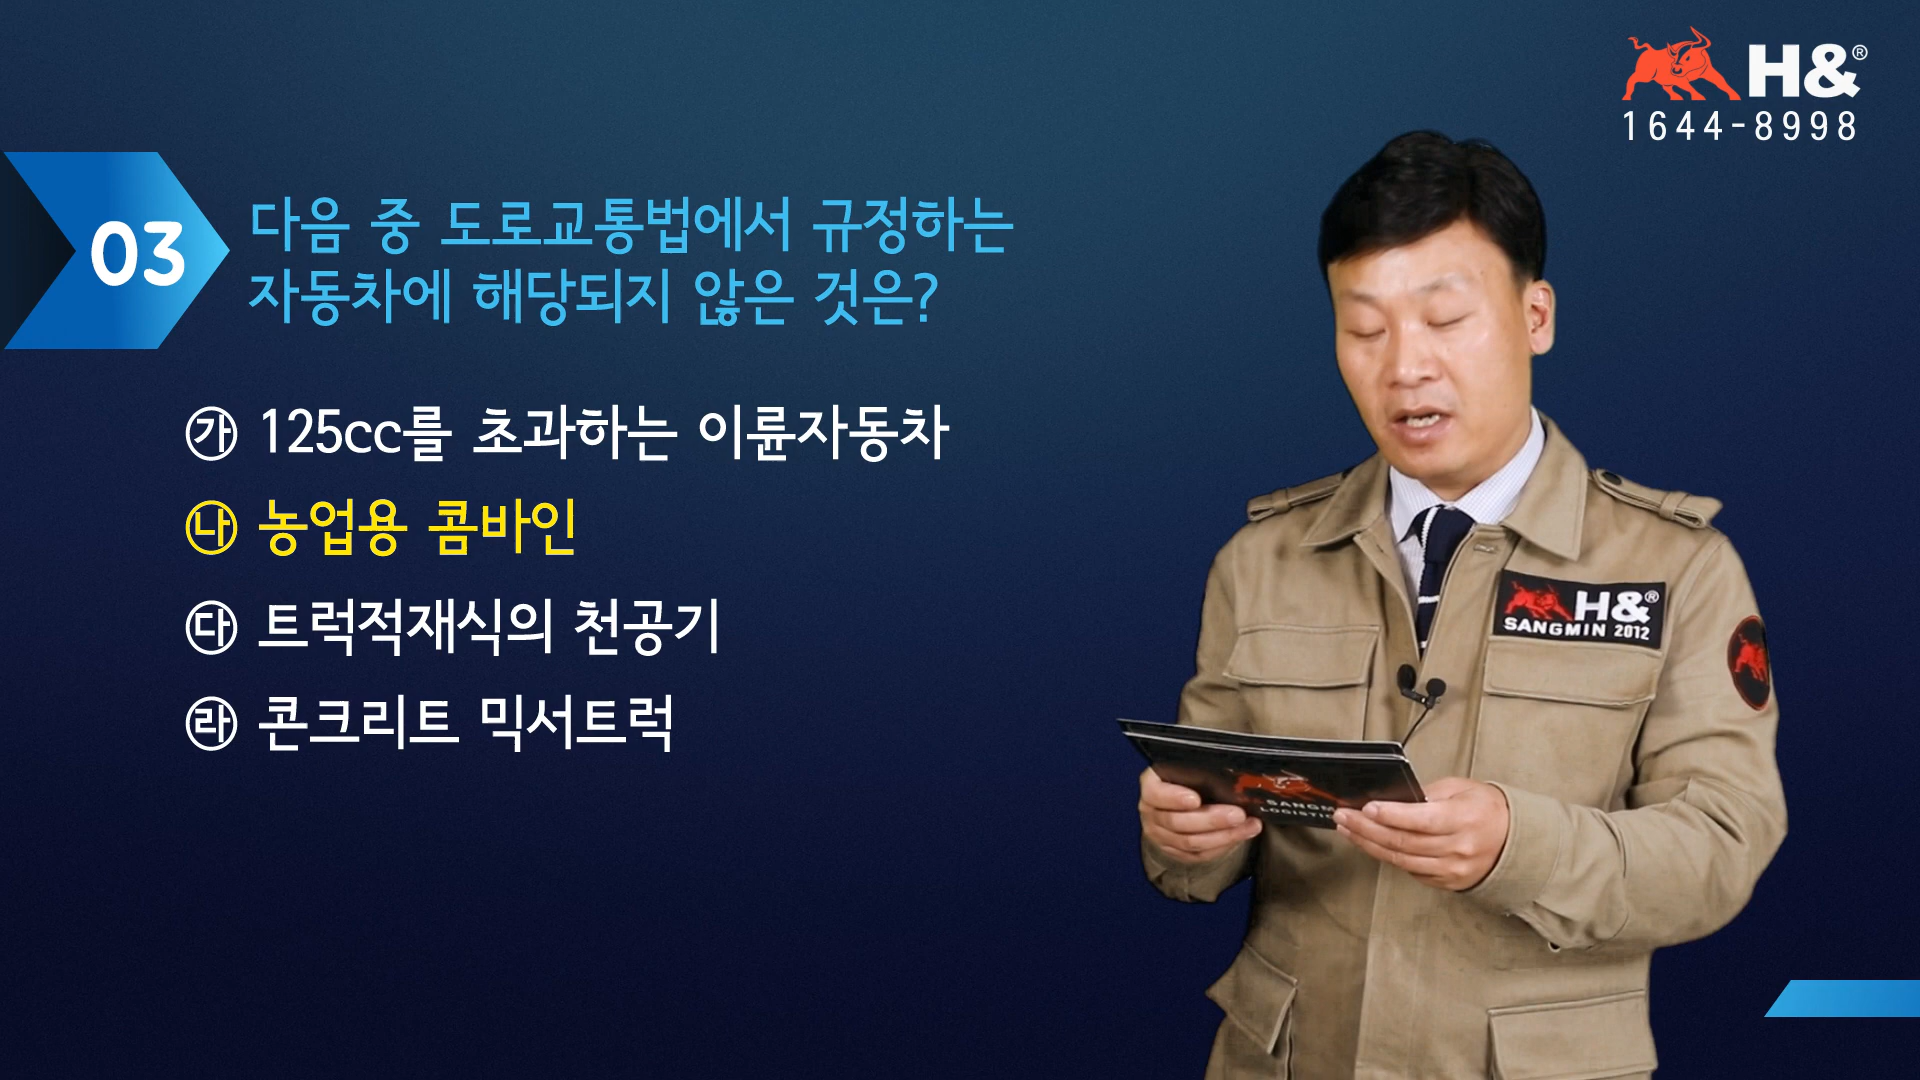 H&®
1644-8998
03
다음 중 도로교통법에서 규정하는
자동차에 해당되지 않은 것은?
㉮ 125cc를 초과하는 이륜자동차
㉯ 농업용 콤바인
㉰ 트럭적재식의 천공기
㉱ 콘크리트 믹서트럭
H&®
SANGMIN 2012